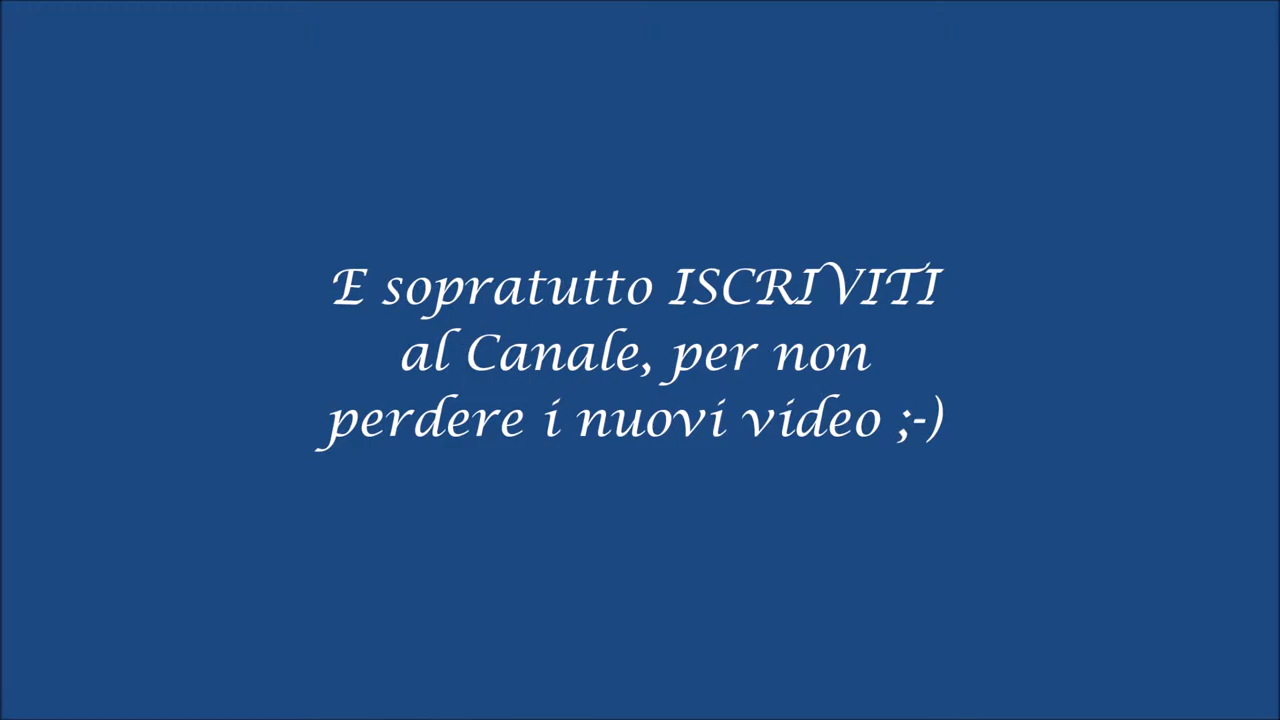 E sopratutto ISCRIVITI
al Canale, per non
perdere i nuovi video ;-)